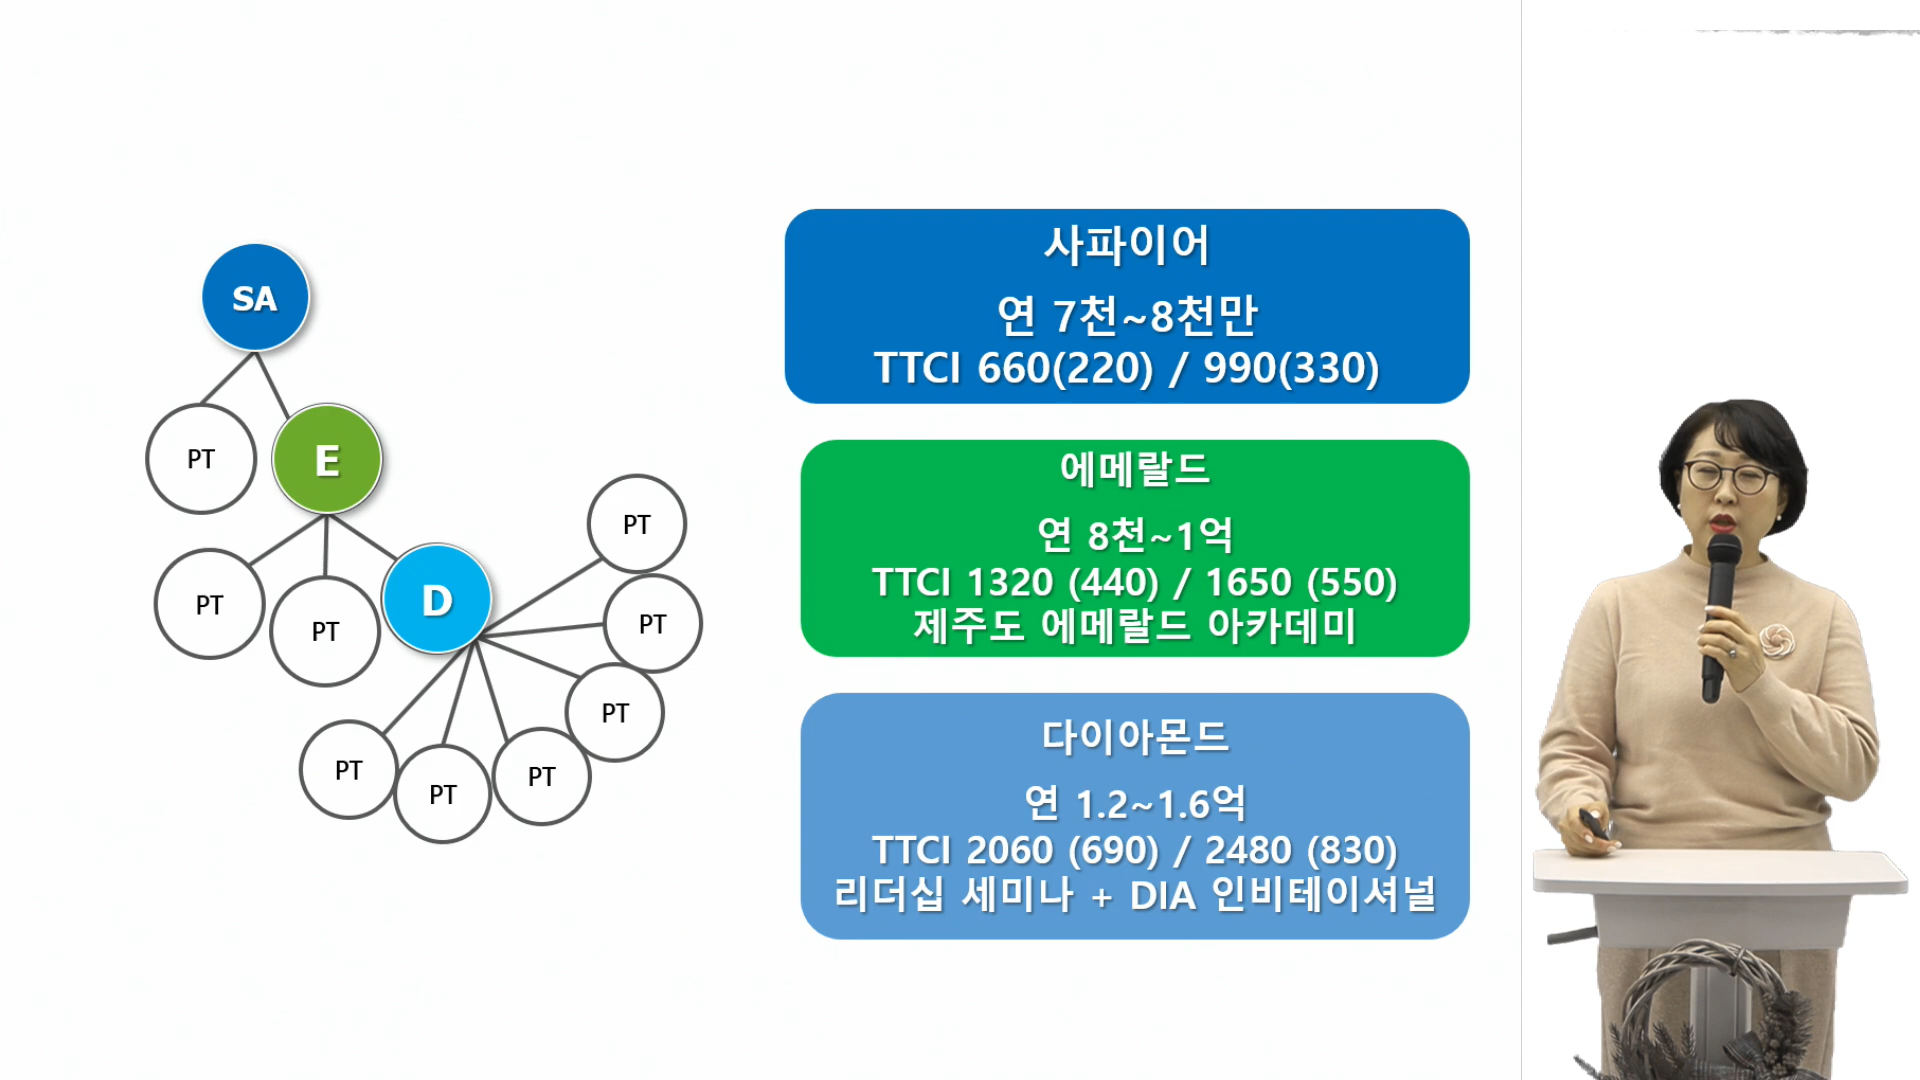 SA
PT
E
PT
PT
D
PT
PT
PT
PT
PT
PT
사파이어
연 7천~8천만
TTCI 660(220) / 990(330)
에메랄드
연 8천~1억
TTCI 1320 (440) / 1650 (550)
제주도 에메랄드 아카데미
다이아몬드
연 1.2~1.6억
TTCI 2060 (690) / 2480 (830)
리더십 세미나 + DIA 인비테이셔널